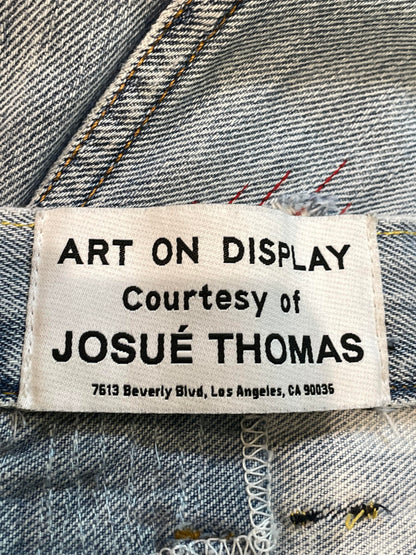 ART ON DISPLAY
Courtesy of
JOSUÉ THOMAS
7613 Beverly Blvd, Los Angeles, CA 90036